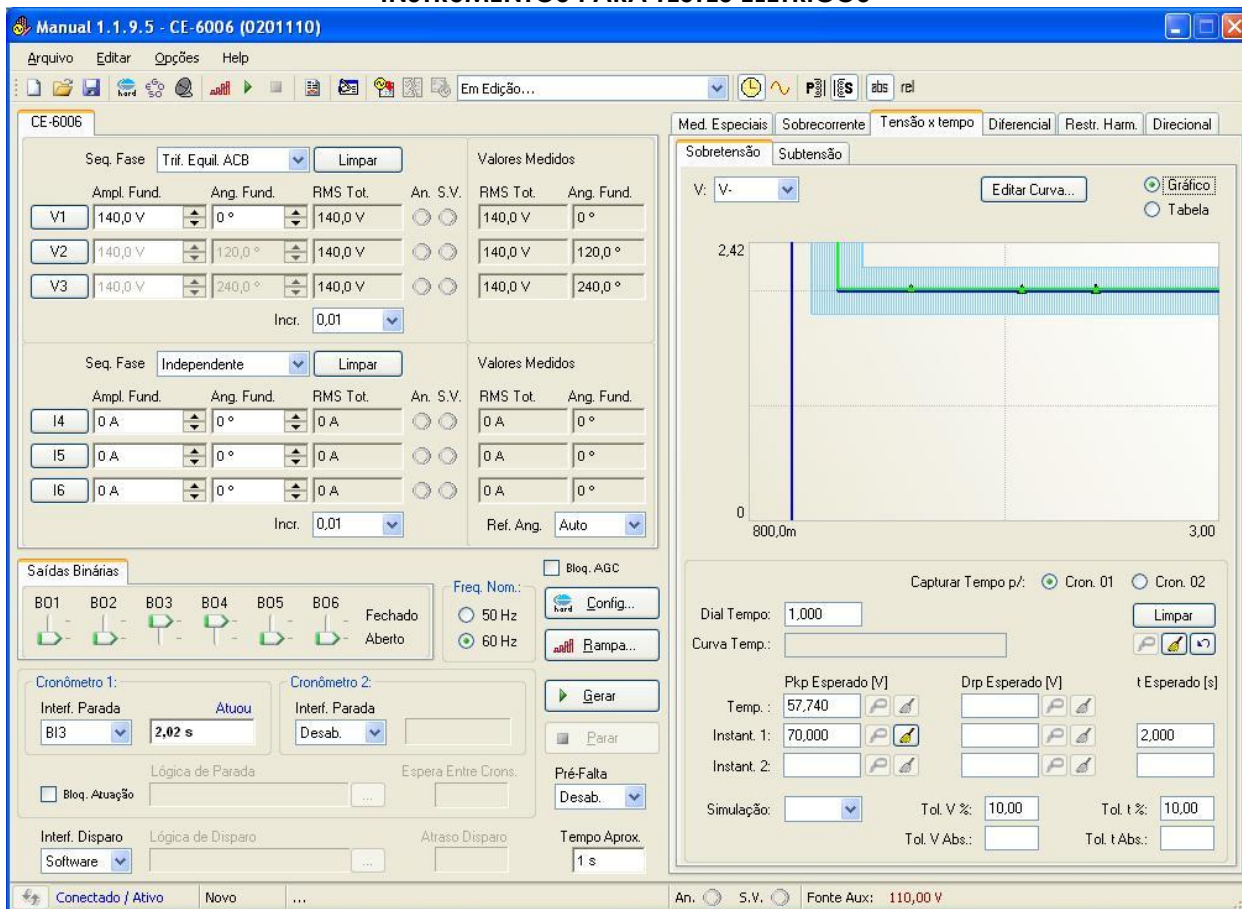 INSTRUMENTOS PARA TESTES ELÉTRICOS
Manual 1.1.9.5 - CE-6006 (0201110)
Arquivo Editar Opções Help
hard Em Edição... P S abs rel
CE-6006
Seq. Fase Trif. Equil. ACB Limpar Valores Medidos
Ampl. Fund. Ang. Fund. RMS Tot. An. S.V. RMS Tot. Ang. Fund.
V1 140,0 V 0 ° 140,0 V 140,0 V 0 °
V2 140,0 V 120,0 ° 140,0 V 140,0 V 120,0 °
V3 140,0 V 240,0 ° 140,0 V 140,0 V 240,0 °
Incr. 0,01
Seq. Fase Independente Limpar Valores Medidos
Ampl. Fund. Ang. Fund. RMS Tot. An. S.V. RMS Tot. Ang. Fund.
I4 0 A 0 ° 0 A 0 A 0 °
I5 0 A 0 ° 0 A 0 A 0 °
I6 0 A 0 ° 0 A 0 A 0 °
Incr. 0,01 Ref. Ang. Auto
Saídas Binárias
BO1 BO2 BO3 BO4 BO5 BO6
Fechado
Aberto
Freq. Nom.:
50 Hz
60 Hz
Bloq. AGC
hard Config...
Rampa...
Cronômetro 1:
Interf. Parada Atuou
BI3 2,02 s
Cronômetro 2:
Interf. Parada
Desab.
Gerar
Parar
Lógica de Parada Espera Entre Crons.
Bloq. Atuação ...
Pré-Falta
Desab.
Interf. Disparo Lógica de Disparo Atraso Disparo
Software ...
Tempo Aprox.
1 s
Med. Especiais Sobrecorrente Tensão x tempo Diferencial Restr. Harm. Direcional
Sobretensão Subtensão
V: V- Editar Curva... Gráfico
Tabela
2,42
0
800,0m 3,00
Capturar Tempo p/: Cron. 01 Cron. 02
Dial Tempo: 1,000 Limpar
Curva Temp.:
Pkp Esperado [V] Drp Esperado [V] t Esperado [s]
Temp. : 57,740
Instant. 1: 70,000 2,000
Instant. 2:
Simulação: Tol. V %: 10,00 Tol. t %: 10,00
Tol. V Abs.: Tol. t Abs.:
Conectado / Ativo Novo ... An. S.V. Fonte Aux: 110,00 V